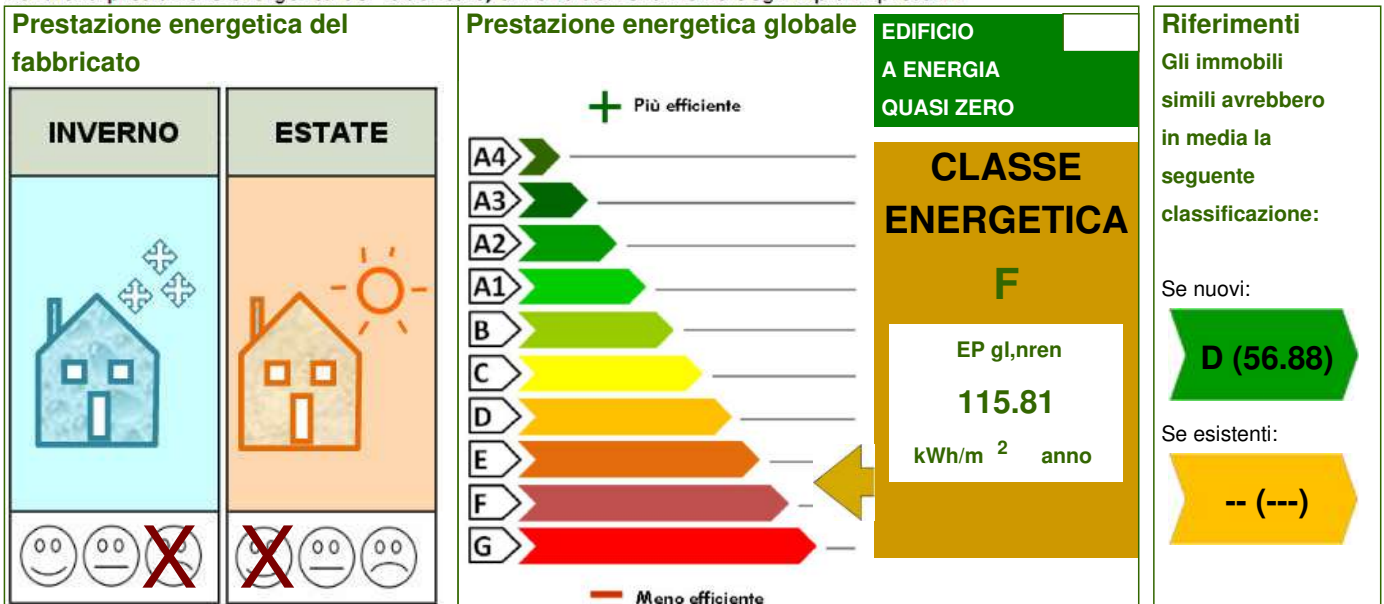 Prestazione energetica del
fabbricato
INVERNO
ESTATE
X
X
Prestazione energetica globale
Più efficiente
A4
A3
A2
A1
B
C
D
E
F
G
Meno efficiente
EDIFICIO
A ENERGIA
QUASI ZERO
CLASSE
ENERGETICA
F
EP gl,nren
115.81
kWh/m 2 anno
Riferimenti
Gli immobili
simili avrebbero
in media la
seguente
classificazione:
Se nuovi:
D (56.88)
Se esistenti:
-- (---)